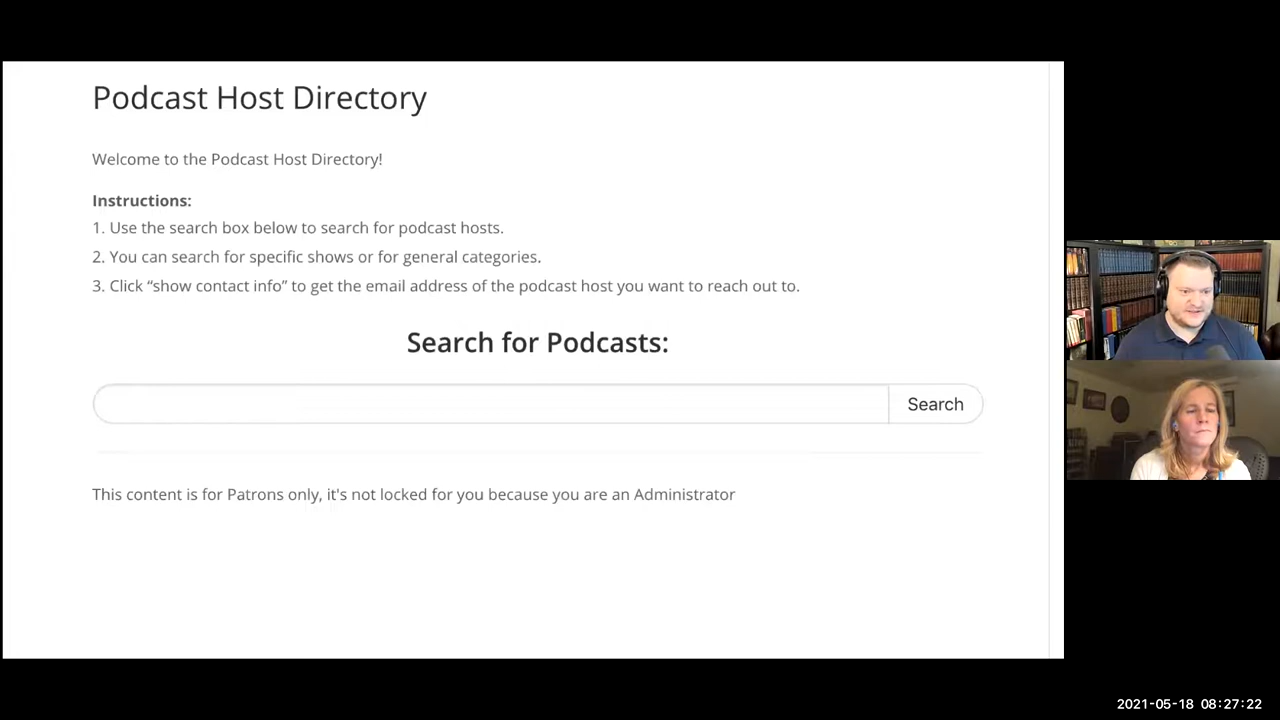 Podcast Host Directory
Welcome to the Podcast Host Directory!
Instructions:
1. Use the search box below to search for podcast hosts.
2. You can search for specific shows or for general categories.
3. Click “show contact info” to get the email address of the podcast host you want to reach out to.
Search for Podcasts:
Search
This content is for Patrons only, it's not locked for you because you are an Administrator
2021-05-18 08:27:22